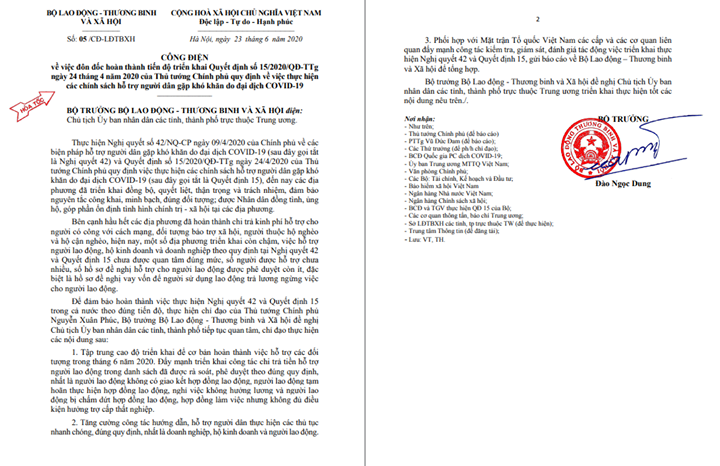 BỘ LAO ĐỘNG - THƯƠNG BINH
VÀ XÃ HỘI
CỘNG HOÀ XÃ HỘI CHỦ NGHĨA VIỆT NAM
Độc lập - Tự do - Hạnh phúc
Số: 05 /CD-LĐTBXH
Hà Nội, ngày 23 tháng 6 năm 2020
CÔNG ĐIỆN
về việc đôn đốc hoàn thành tiến độ triển khai Quyết định số 15/2020/QĐ-TTg
ngày 24 tháng 4 năm 2020 của Thủ tướng Chính phủ quy định về việc thực hiện
các chính sách hỗ trợ người dân gặp khó khăn do đại dịch COVID-19
HỎA TỐC
BỘ TRƯỞNG BỘ LAO ĐỘNG - THƯƠNG BINH VÀ XÃ HỘI điện:
Chủ tịch Ủy ban nhân dân các tỉnh, thành phố trực thuộc Trung ương.
Thực hiện Nghị quyết số 42/NQ-CP ngày 09/4/2020 của Chính phủ về các
biện pháp hỗ trợ người dân gặp khó khăn do đại dịch COVID-19 (sau đây gọi tắt
là Nghị quyết 42) và Quyết định số 15/2020/QĐ-TTg ngày 24/4/2020 của Thủ
tướng Chính phủ quy định việc thực hiện các chính sách hỗ trợ người dân gặp khó
khăn do đại dịch COVID-19 (sau đây gọi tắt là Quyết định 15), đến nay các địa
phương đã triển khai đồng bộ, quyết liệt, thận trọng và trách nhiệm, đảm bảo
nguyên tắc công khai, minh bạch, đúng đối tượng; được Nhân dân đồng tình, ủng
hộ, góp phần ổn định tình hình chính trị - xã hội tại các địa phương.
Bên cạnh hầu hết các địa phương đã hoàn thành chi trả kinh phí hỗ trợ cho
người có công với cách mạng, đối tượng bảo trợ xã hội, người thuộc hộ nghèo
và hộ cận nghèo, hiện nay, một số địa phương triển khai còn chậm, việc hỗ trợ
người lao động, hộ kinh doanh và doanh nghiệp theo quy định tại Nghị quyết 42
và Quyết định 15 chưa được quan tâm đúng mức, số người được hỗ trợ chưa
nhiều, số hồ sơ đề nghị hỗ trợ cho người lao động được phê duyệt còn ít, đặc
biệt là hồ sơ đề nghị vay vốn để người sử dụng lao động trả lương ngừng việc
cho người lao động.
Để đảm bảo hoàn thành việc thực hiện Nghị quyết 42 và Quyết định 15
trong cả nước theo đúng tiến độ, thực hiện chỉ đạo của Thủ tướng Chính phủ
Nguyễn Xuân Phúc, Bộ trưởng Bộ Lao động - Thương binh và Xã hội đề nghị
Chủ tịch Ủy ban nhân dân các tỉnh, thành phố tiếp tục quan tâm, chỉ đạo thực hiện
các nội dung sau:
1. Tập trung cao độ triển khai để cơ bản hoàn thành việc hỗ trợ các đối
tượng trong tháng 6 năm 2020. Đẩy mạnh triển khai công tác chi trả tiền hỗ trợ
người lao động trong danh sách đã được rà soát, phê duyệt theo đúng quy định,
nhất là người lao động không có giao kết hợp đồng lao động, người lao động tạm
hoãn thực hiện hợp đồng lao động, nghỉ việc không hưởng lương và người lao
động bị chấm dứt hợp đồng lao động, hợp đồng làm việc nhưng không đủ điều
kiện hưởng trợ cấp thất nghiệp.
2. Tăng cường công tác hướng dẫn, hỗ trợ người dân thực hiện các thủ tục
nhanh chóng, đúng quy định, nhất là doanh nghiệp, hộ kinh doanh và người lao động.
2
3. Phối hợp với Mặt trận Tổ quốc Việt Nam các cấp và các cơ quan liên
quan đẩy mạnh công tác kiểm tra, giám sát, đánh giá tác động việc triển khai thực
hiện Nghị quyết 42 và Quyết định 15, gửi báo cáo về Bộ Lao động – Thương binh
và Xã hội để tổng hợp.
Bộ trưởng Bộ Lao động - Thương binh và Xã hội đề nghị Chủ tịch Ủy ban
nhân dân các tỉnh, thành phố trực thuộc Trung ương triển khai thực hiện tốt các
nội dung nêu trên./.
Nơi nhận:
- Như trên;
- Thủ tướng Chính phủ (để báo cáo)
- PTTg Vũ Đức Đam (để báo cáo);
- Các Thứ trưởng (để ph/h chỉ đạo);
- BCĐ Quốc gia PC dịch COVID-19;
- Ủy ban Trung ương MTTQ Việt Nam;
- Văn phòng Chính phủ;
- Các Bộ: Tài chính, Kế hoạch và Đầu tư;
- Bảo hiểm xã hội Việt Nam
- Ngân hàng Nhà nước Việt Nam;
- Ngân hàng Chính sách xã hội;
- BCĐ và TGV thực hiện QĐ 15 của Bộ;
- Các cơ quan thông tấn, báo chí Trung ương;
- Sở LĐTBXH các tỉnh, tp trực thuộc TW (để thực hiện);
- Trung tâm Thông tin (để đăng tải);
- Lưu: VT, TH.
BỘ TRƯỞNG
Đào Ngọc Dung